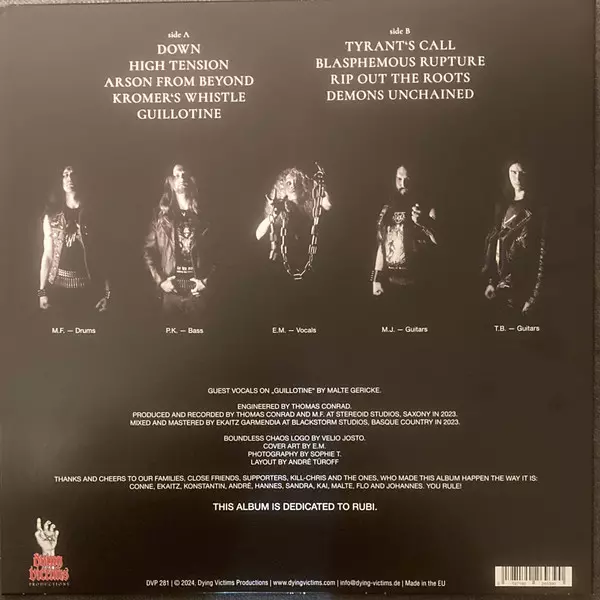 side A
DOWN
HIGH TENSION
ARSON FROM BEYOND
KROMER'S WHISTLE
GUILLOTINE
side B
TYRANT'S CALL
BLASPHEMOUS RUPTURE
RIP OUT THE ROOTS
DEMONS UNCHAINED
M.F. — Drums
P.K. — Bass
E.M. — Vocals
M.J. — Guitars
T.B. — Guitars
GUEST VOCALS ON „GUILLOTINE" BY MALTE GERICKE.
ENGINEERED BY THOMAS CONRAD.
PRODUCED AND RECORDED BY THOMAS CONRAD AND M.F. AT STEREOID STUDIOS, SAXONY IN 2023.
MIXED AND MASTERED BY EKAITZ GARMENDIA AT BLACKSTORM STUDIOS, BASQUE COUNTRY IN 2023.
BOUNDLESS CHAOS LOGO BY VELIO JOSTO.
COVER ART BY E.M.
PHOTOGRAPHY BY SOPHIE T.
LAYOUT BY ANDRÉ TÜROFF
THANKS AND CHEERS TO OUR FAMILIES, CLOSE FRIENDS, SUPPORTERS, KILL-CHRIS AND THE ONES, WHO MADE THIS ALBUM HAPPEN THE WAY IT IS:
CONNE, EKAITZ, KONSTANTIN, ANDRÉ, HANNES, SANDRA, KAI, MALTE, FLO AND JOHANNES. YOU RULE!
THIS ALBUM IS DEDICATED TO RUBI.
dying
victims
PRODUCTIONS
DVP 281 | © 2024, Dying Victims Productions | www.dyingvictims.com | info@dying-victims.de | Made in the EU